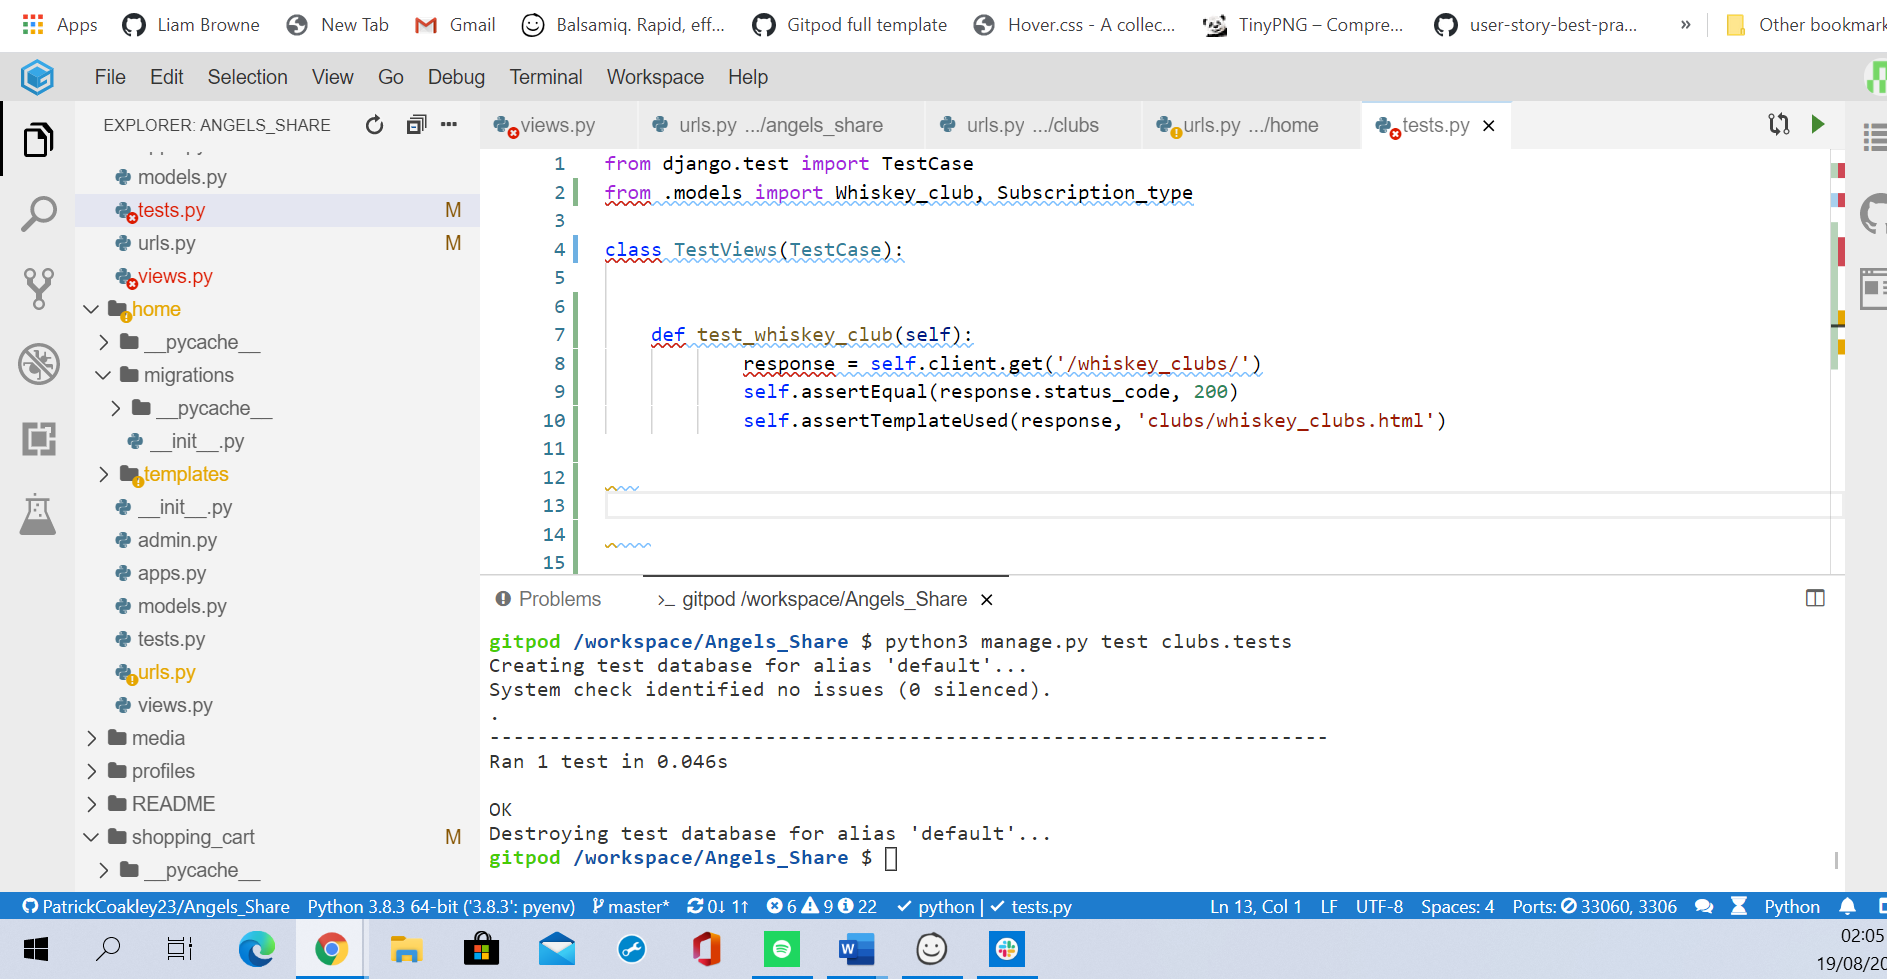 Apps Liam Browne New Tab Gmail Balsamiq. Rapid, eff... Gitpod full template Hover.css - A collec... TinyPNG – Compre... user-story-best-pra... » Other bookmark
File Edit Selection View Go Debug Terminal Workspace Help
EXPLORER: ANGELS_SHARE
models.py
tests.py M
urls.py M
views.py
home
__pycache__
migrations
__pycache__
__init__.py
templates
__init__.py
admin.py
apps.py
models.py
tests.py
urls.py
views.py
media
profiles
README
shopping_cart M
__pycache__
views.py urls.py .../angels_share urls.py .../clubs urls.py .../home tests.py ×
1 from django.test import TestCase
2 from .models import Whiskey_club, Subscription_type
3
4 class TestViews(TestCase):
5
6
7 def test_whiskey_club(self):
8 response = self.client.get('/whiskey_clubs/')
9 self.assertEqual(response.status_code, 200)
10 self.assertTemplateUsed(response, 'clubs/whiskey_clubs.html')
11
12
13
14
15
Problems >_ gitpod /workspace/Angels_Share ×
gitpod /workspace/Angels_Share $ python3 manage.py test clubs.tests
Creating test database for alias 'default'...
System check identified no issues (0 silenced).
.
----------------------------------------------------------------------
Ran 1 test in 0.046s
OK
Destroying test database for alias 'default'...
gitpod /workspace/Angels_Share $
PatrickCoakley23/Angels_Share Python 3.8.3 64-bit ('3.8.3': pyenv) master* 0↓ 1↑ 6 9 22 python | tests.py Ln 13, Col 1 LF UTF-8 Spaces: 4 Ports: 33060, 3306 Python
02:05
19/08/20